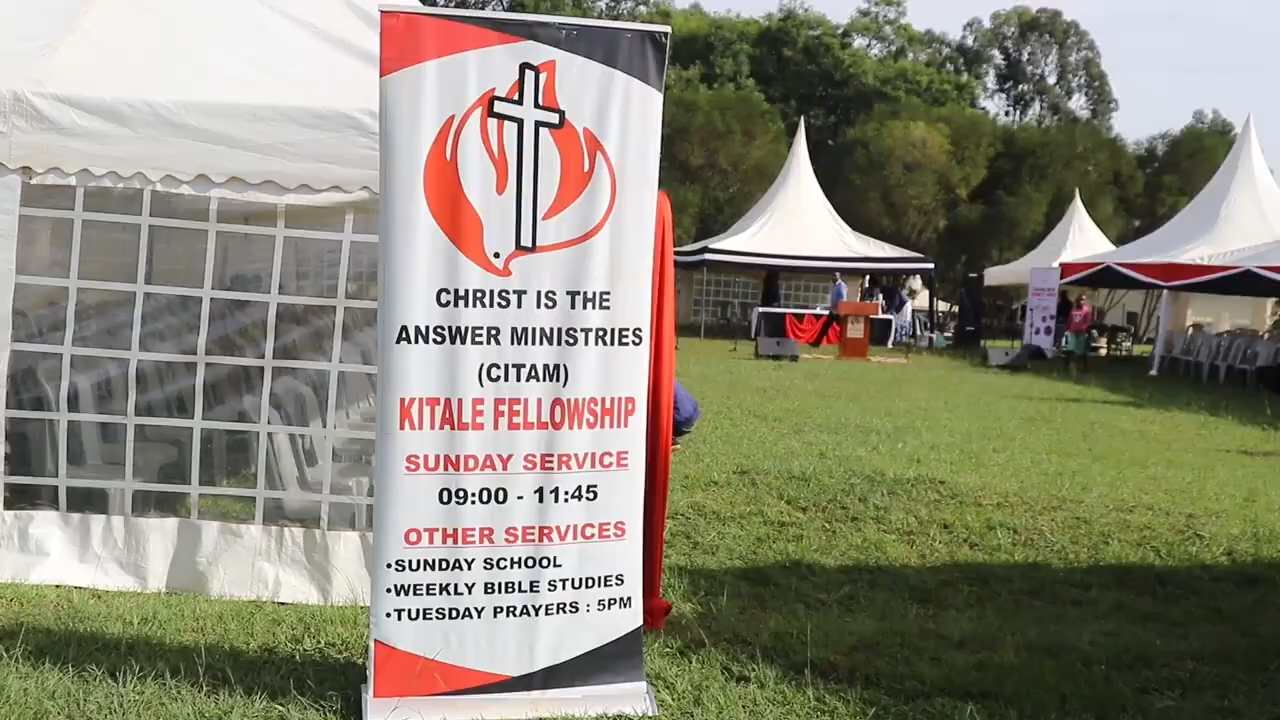 CHRIST IS THE
ANSWER MINISTRIES
(CITAM)
KITALE FELLOWSHIP
SUNDAY SERVICE
09:00 - 11:45
OTHER SERVICES
•SUNDAY SCHOOL
•WEEKLY BIBLE STUDIES
•TUESDAY PRAYERS : 5PM